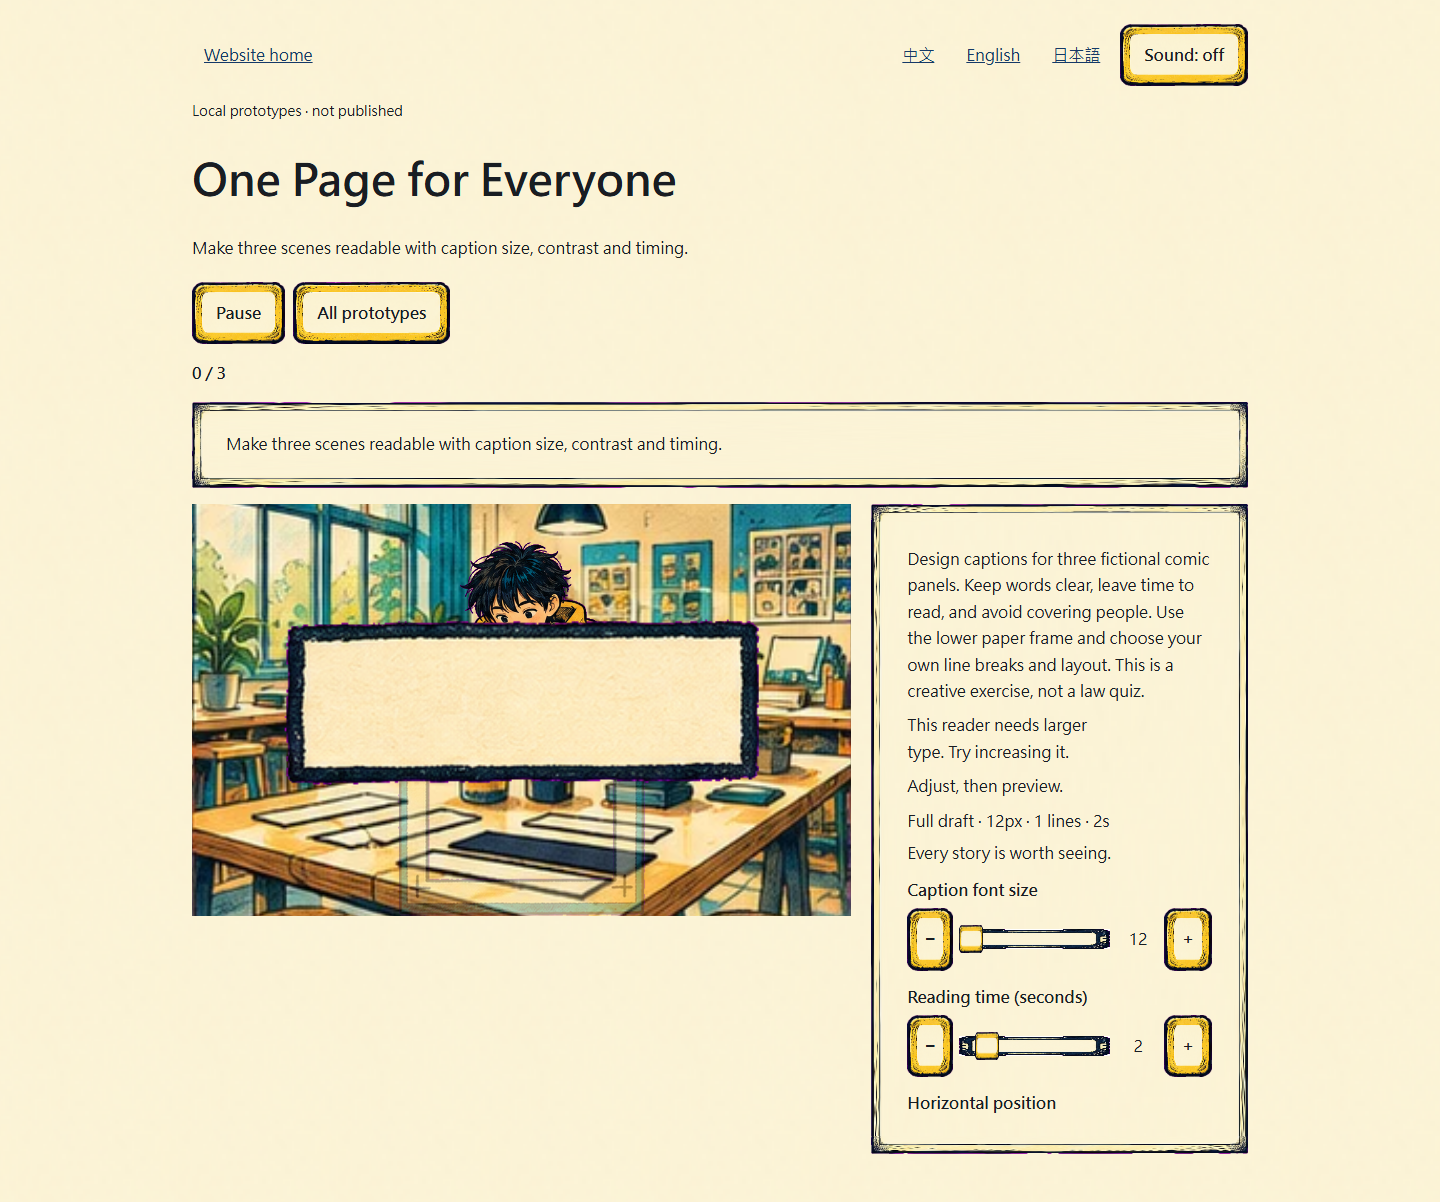 Website home
中文
English
日本語
Sound: off
Local prototypes · not published
One Page for Everyone
Make three scenes readable with caption size, contrast and timing.
Pause
All prototypes
0 / 3
Make three scenes readable with caption size, contrast and timing.
Design captions for three fictional comic
panels. Keep words clear, leave time to
read, and avoid covering people. Use
the lower paper frame and choose your
own line breaks and layout. This is a
creative exercise, not a law quiz.
This reader needs larger
type. Try increasing it.
Adjust, then preview.
Full draft · 12px · 1 lines · 2s
Every story is worth seeing.
Caption font size
−
12
+
Reading time (seconds)
−
2
+
Horizontal position